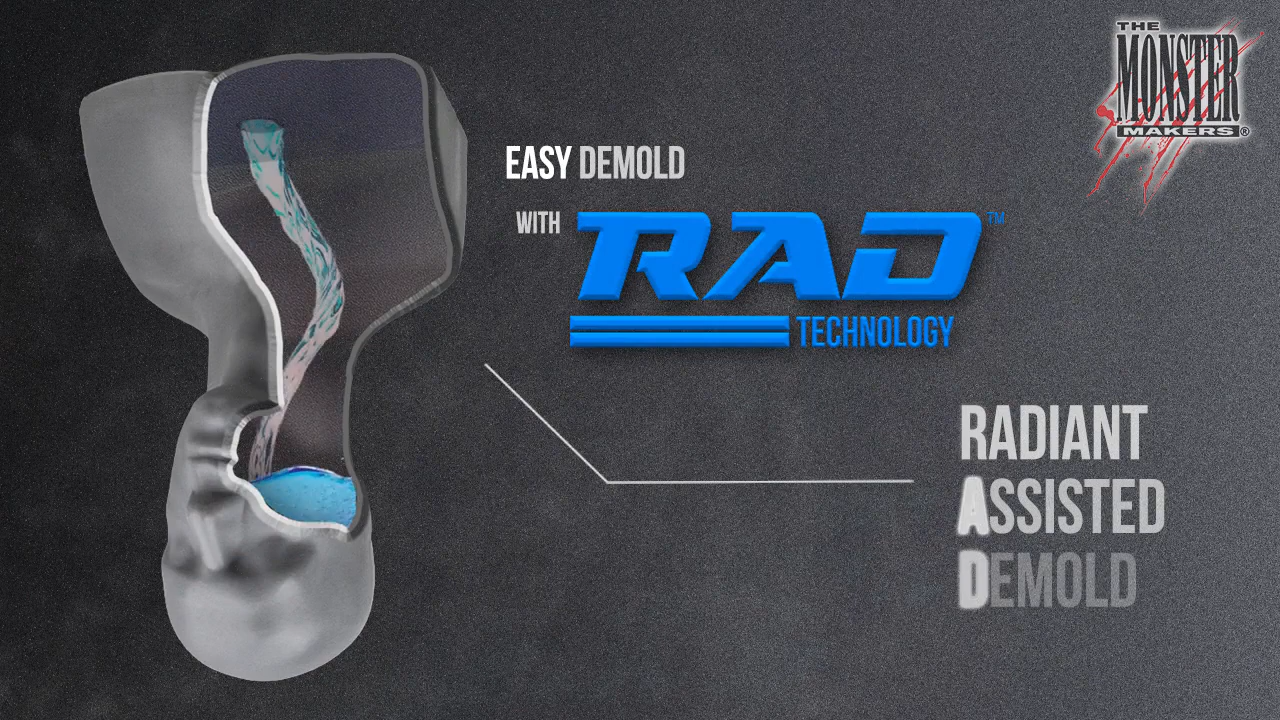 THE
MONSTER
MAKERS®
EASY DEMOLD
WITH RAD™
TECHNOLOGY
RADIANT
ASSISTED
DEMOLD